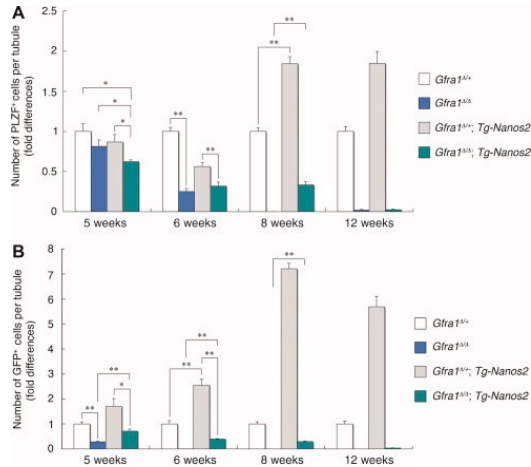 A
Number of PLZF⁺ cells per tubule
(fold differences)
2.5
2
1.5
1
0.5
0
* * * ** ** ** **
5 weeks 6 weeks 8 weeks 12 weeks
Gfra1Δ/+
Gfra1Δ/Δ
Gfra1Δ/+; Tg-Nanos2
Gfra1Δ/Δ; Tg-Nanos2
B
Number of GFP⁺ cells per tubule
(fold differences)
8
7
6
5
4
3
2
1
0
** ** * ** ** ** **
5 weeks 6 weeks 8 weeks 12 weeks
Gfra1Δ/+
Gfra1Δ/Δ
Gfra1Δ/+; Tg-Nanos2
Gfra1Δ/Δ; Tg-Nanos2